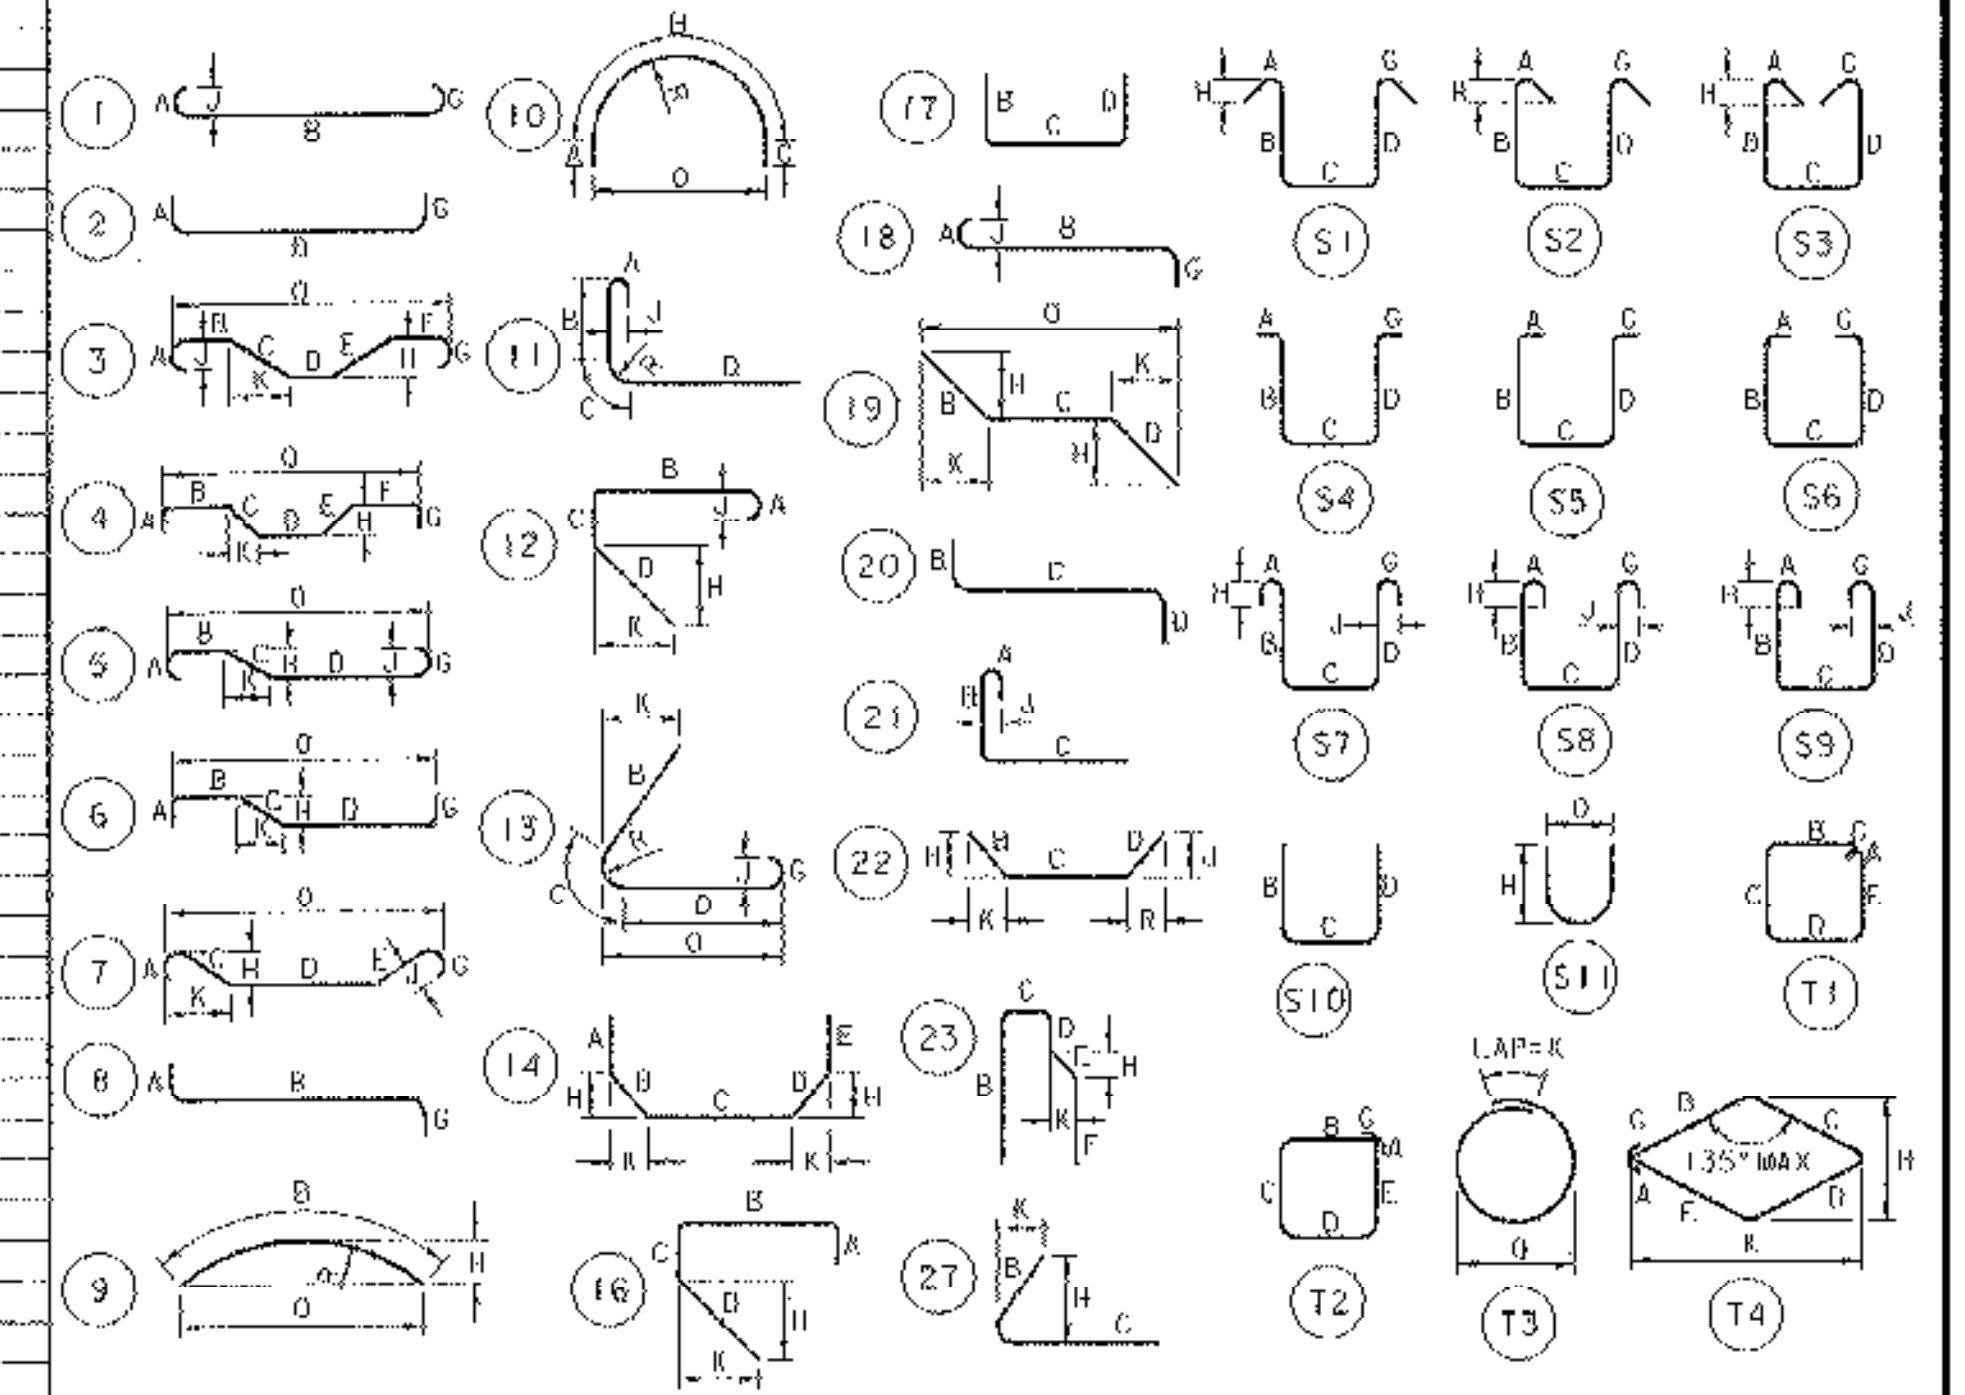 1 A J B G
2 A B G
3 O A J B C K D E F H G
4 O A B C K D E F H G
5 O A B C K H D J G
6 O A B C K H D G
7 O A C K H D E J G
8 A B G
9 B R O H
10 H R A C O
11 A B J R C D
12 B J A C D H K
13 K B R C J G D O
14 A E H B C D H K K
16 B A C D H K
17 B D C
18 A J B G
19 O B H C K K H D
20 B C D
21 A B J C
22 H B C D J K R
23 C D E H B K F
27 K B H C
S1 A G H B C D
S2 A G H B C D
S3 A G H B C D
S4 A G B C D
S5 A G B C D
S6 A G B C D
S7 A G H J B C D
S8 A G H J B C D
S9 A G H J B C D
S10 B C D
S11 O H
T1 B G A C E D
T2 B G A C E D
LAP=K
T3 O
T4 G B C 135° MAX A E D H K